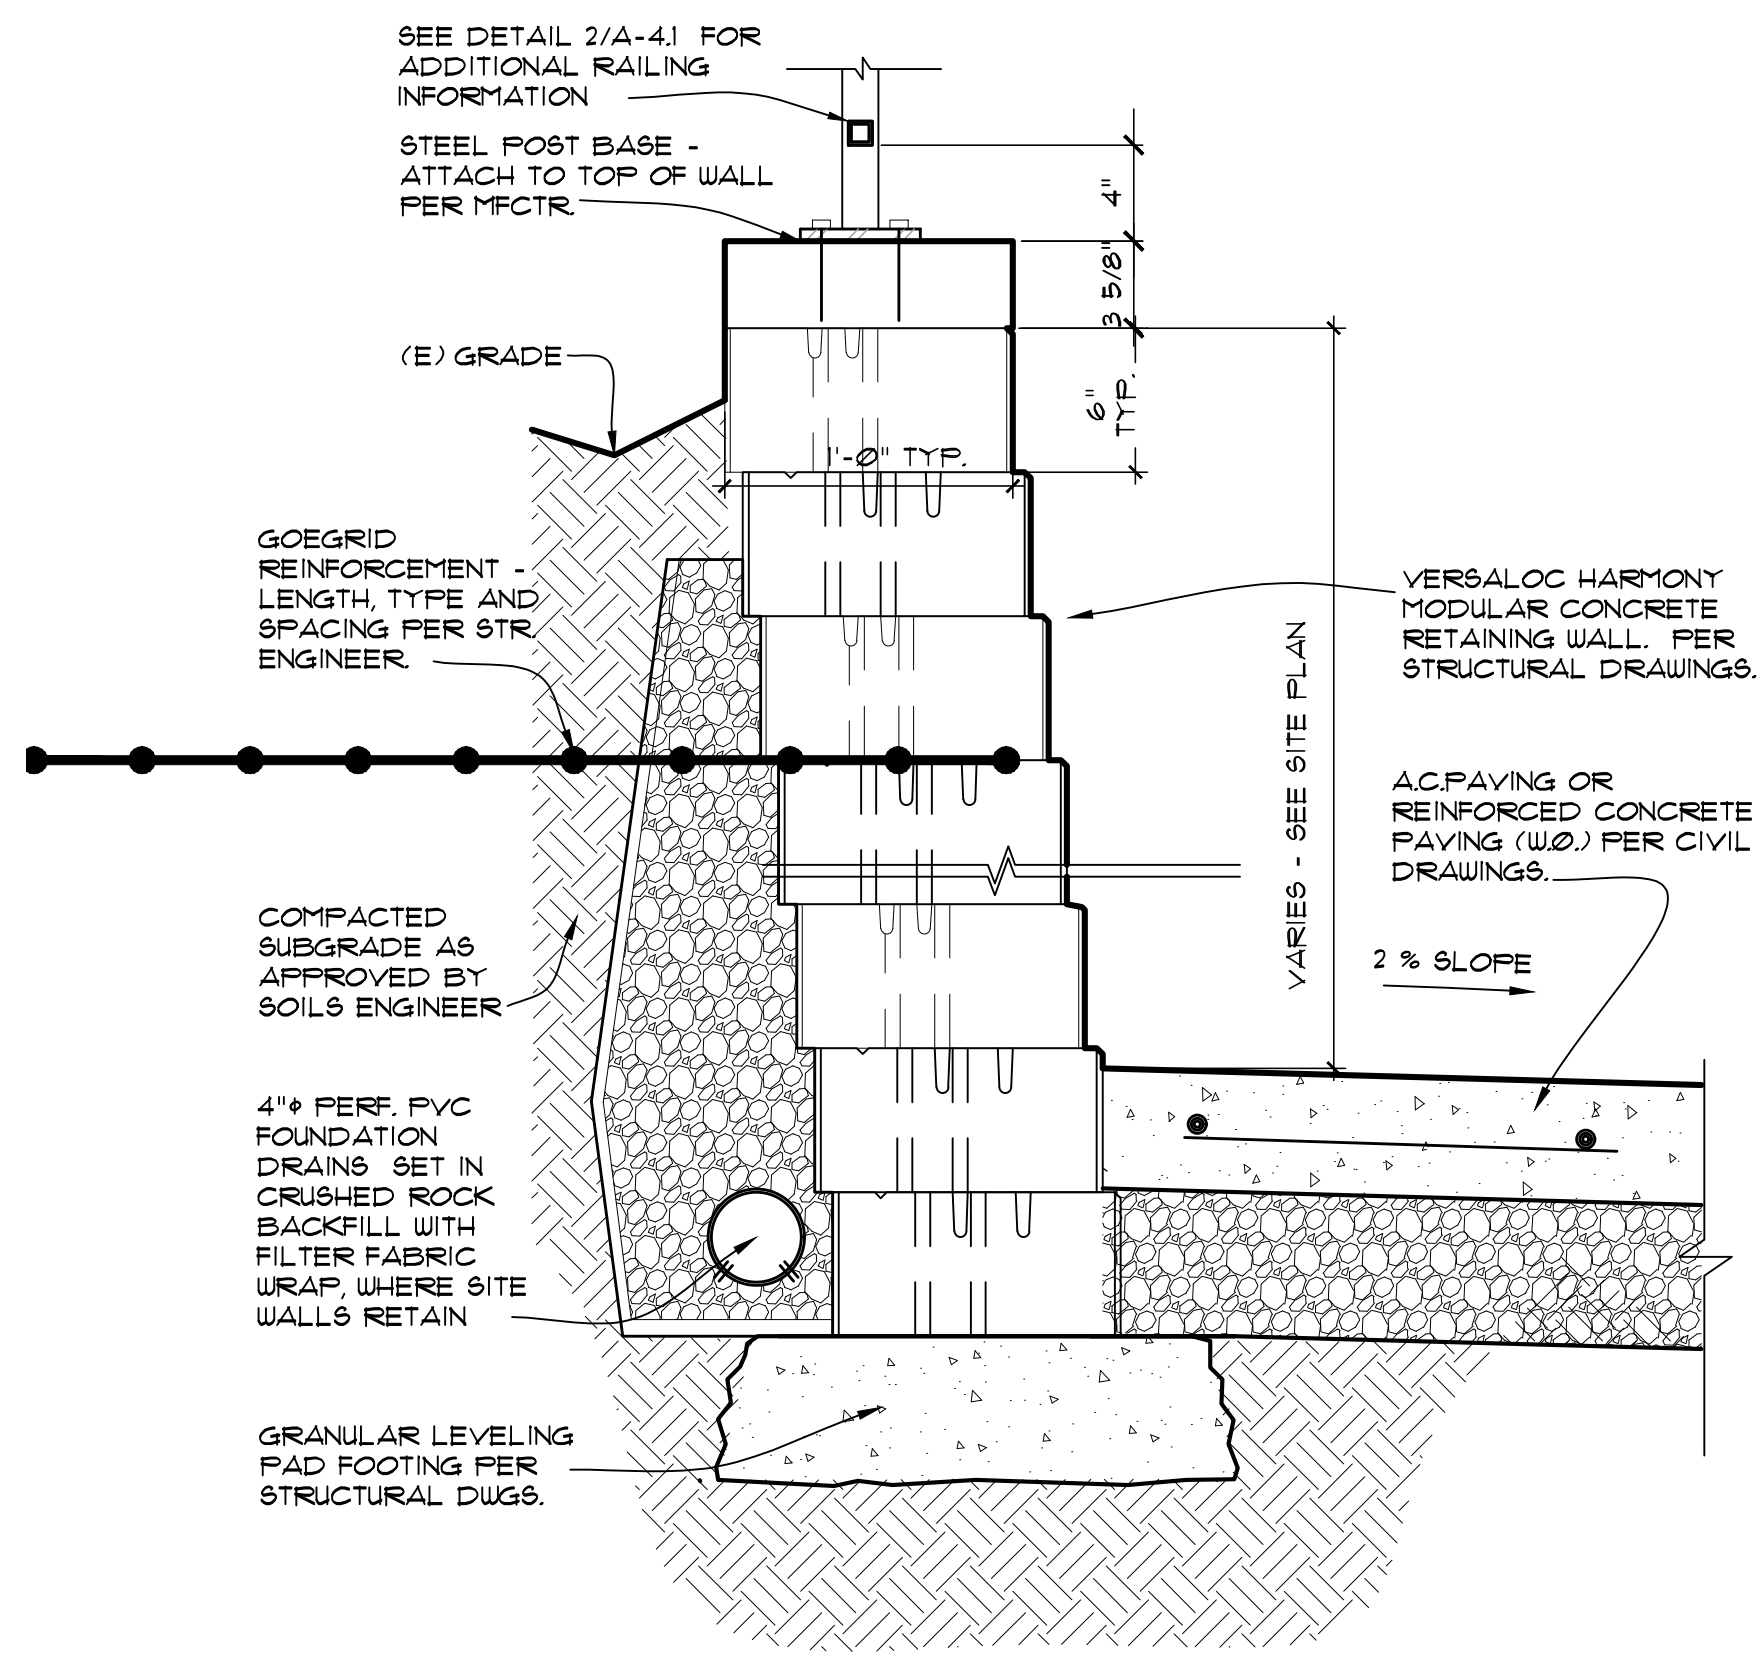 SEE DETAIL 2/A-4.1 FOR
ADDITIONAL RAILING
INFORMATION
STEEL POST BASE -
ATTACH TO TOP OF WALL
PER MFCTR.
4"
3 5/8"
(E) GRADE
6"
TYP.
1'-0" TYP.
GOEGRID
REINFORCEMENT -
LENGTH, TYPE AND
SPACING PER STR.
ENGINEER.
VERSALOC HARMONY
MODULAR CONCRETE
RETAINING WALL. PER
STRUCTURAL DRAWINGS.
VARIES - SEE SITE PLAN
A.C.PAVING OR
REINFORCED CONCRETE
PAVING (W.O.) PER CIVIL
DRAWINGS.
COMPACTED
SUBGRADE AS
APPROVED BY
SOILS ENGINEER
2 % SLOPE
4"φ PERF. PVC
FOUNDATION
DRAINS SET IN
CRUSHED ROCK
BACKFILL WITH
FILTER FABRIC
WRAP, WHERE SITE
WALLS RETAIN
GRANULAR LEVELING
PAD FOOTING PER
STRUCTURAL DWGS.